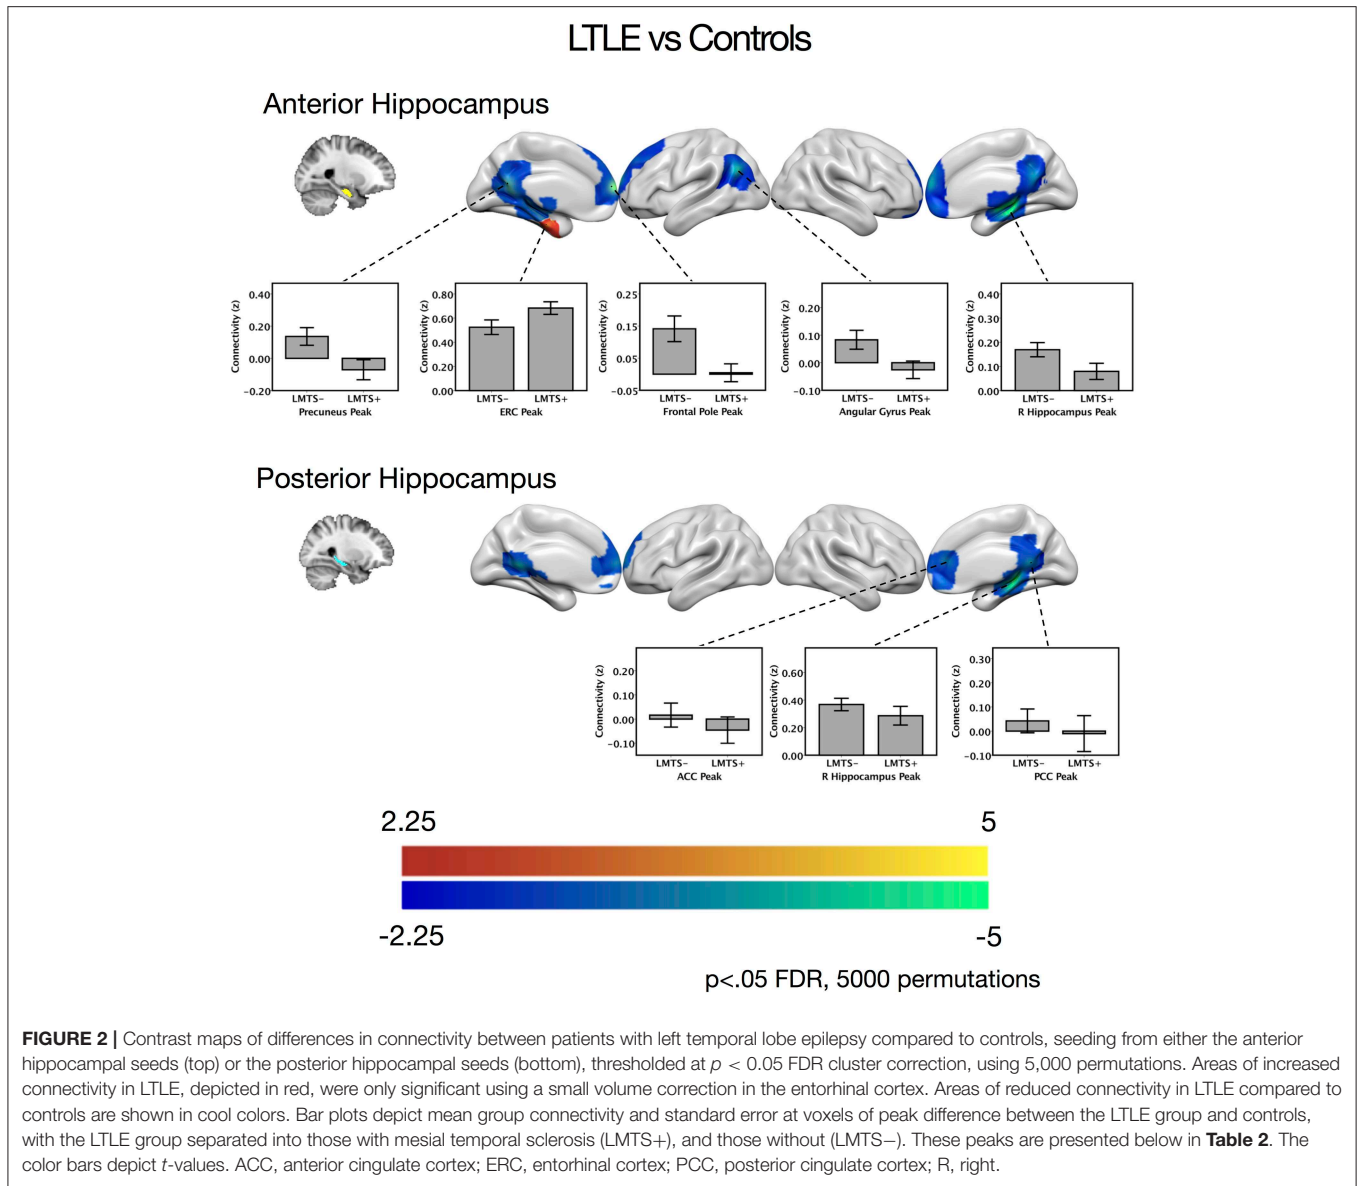 LTLE vs Controls
Anterior Hippocampus
Connectivity (z)
0.40
0.20
0.00
−0.20
LMTS− LMTS+
Precuneus Peak
Connectivity (z)
0.80
0.60
0.40
0.20
0.00
LMTS− LMTS+
ERC Peak
Connectivity (z)
0.25
0.15
0.05
−0.05
LMTS− LMTS+
Frontal Pole Peak
Connectivity (z)
0.20
0.10
0.00
−0.10
LMTS− LMTS+
Angular Gyrus Peak
Connectivity (z)
0.40
0.30
0.20
0.10
0.00
LMTS− LMTS+
R Hippocampus Peak
Posterior Hippocampus
Connectivity (z)
0.20
0.10
0.00
−0.10
LMTS− LMTS+
ACC Peak
Connectivity (z)
0.60
0.40
0.20
0.00
LMTS− LMTS+
R Hippocampus Peak
Connectivity (z)
0.30
0.20
0.10
0.00
−0.10
LMTS− LMTS+
PCC Peak
2.25 5
-2.25 -5
p<.05 FDR, 5000 permutations
FIGURE 2 | Contrast maps of differences in connectivity between patients with left temporal lobe epilepsy compared to controls, seeding from either the anterior
hippocampal seeds (top) or the posterior hippocampal seeds (bottom), thresholded at p < 0.05 FDR cluster correction, using 5,000 permutations. Areas of increased
connectivity in LTLE, depicted in red, were only significant using a small volume correction in the entorhinal cortex. Areas of reduced connectivity in LTLE compared to
controls are shown in cool colors. Bar plots depict mean group connectivity and standard error at voxels of peak difference between the LTLE group and controls,
with the LTLE group separated into those with mesial temporal sclerosis (LMTS+), and those without (LMTS−). These peaks are presented below in Table 2. The
color bars depict t-values. ACC, anterior cingulate cortex; ERC, entorhinal cortex; PCC, posterior cingulate cortex; R, right.